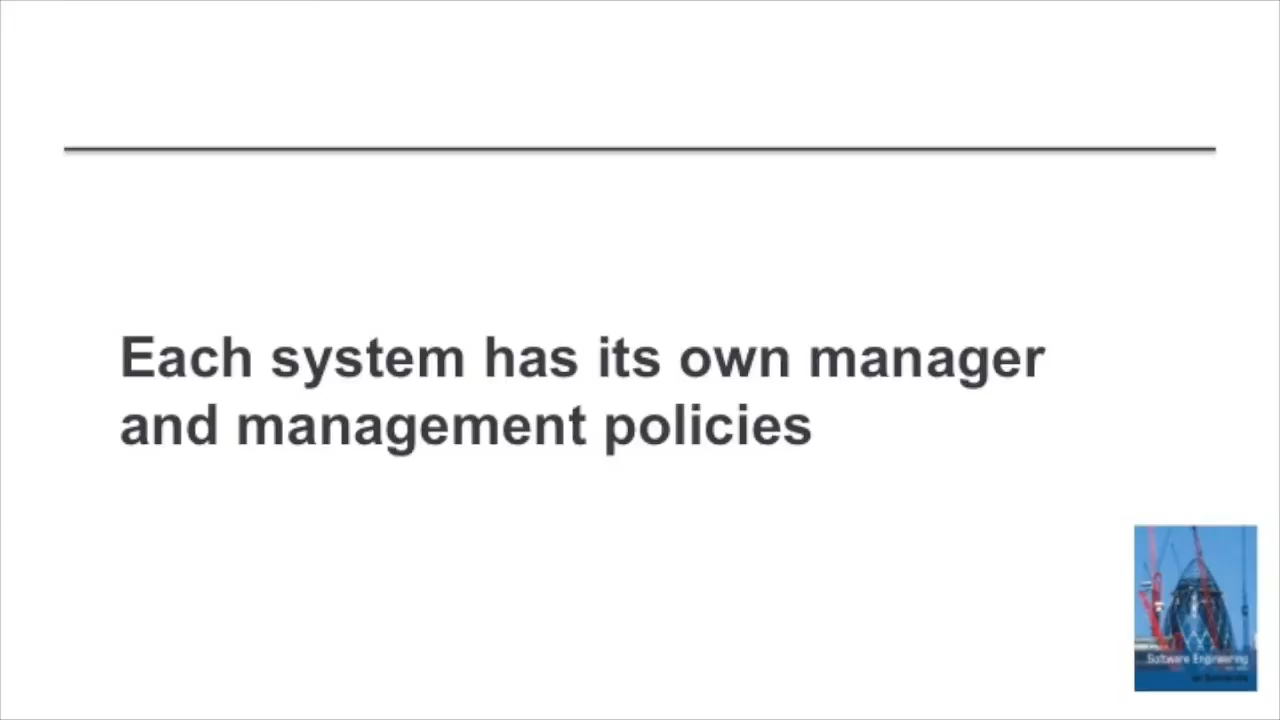 Each system has its own manager
and management policies
Software Engineering